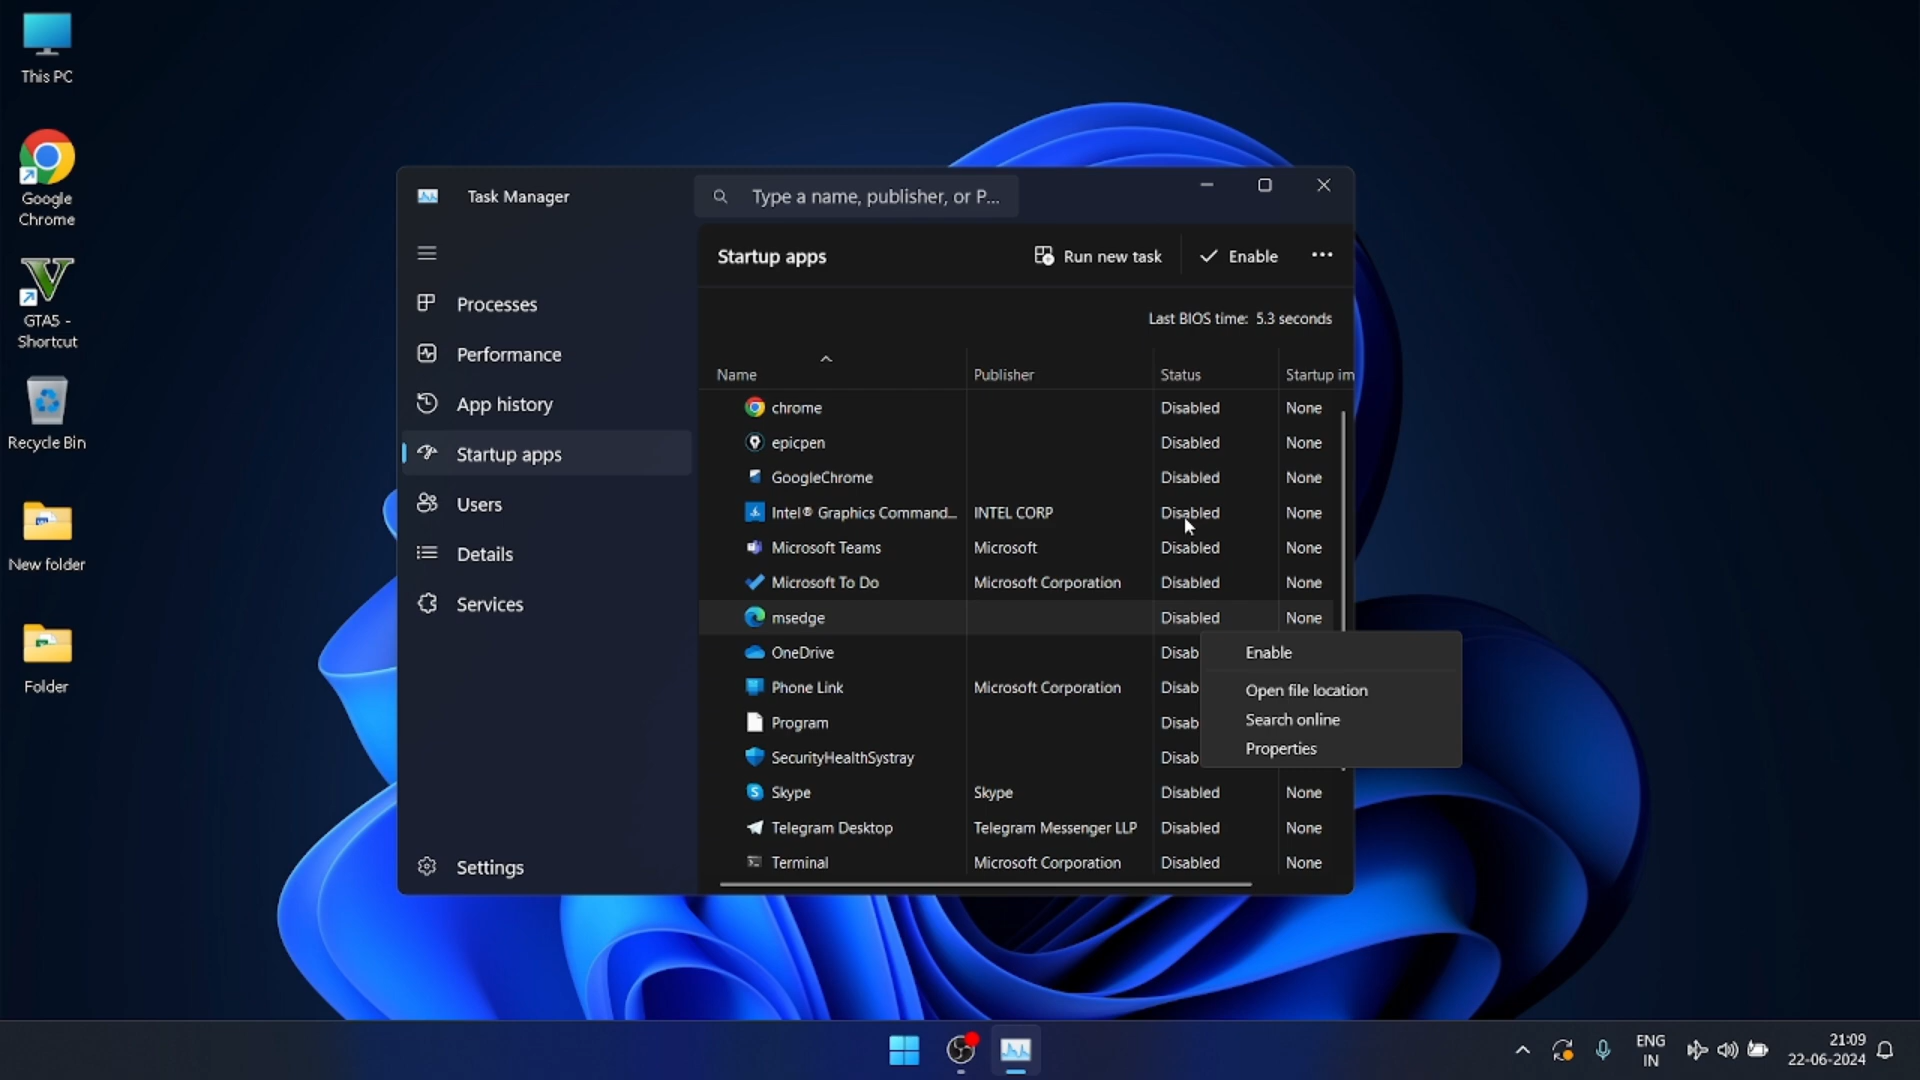 This PC
Google
Chrome
GTA5 -
Shortcut
Recycle Bin
New folder
Folder
Task Manager
Type a name, publisher, or P...
Processes
Performance
App history
Startup apps
Users
Details
Services
Settings
Startup apps
Run new task
Enable
Last BIOS time: 5.3 seconds
Name Publisher Status Startup im
chrome Disabled None
epicpen Disabled None
GoogleChrome Disabled None
Intel® Graphics Command... INTEL CORP Disabled None
Microsoft Teams Microsoft Disabled None
Microsoft To Do Microsoft Corporation Disabled None
msedge Disabled None
OneDrive Disab
Phone Link Microsoft Corporation Disab
Program Disab
SecurityHealthSystray Disab
Skype Skype Disabled None
Telegram Desktop Telegram Messenger LLP Disabled None
Terminal Microsoft Corporation Disabled None
Enable
Open file location
Search online
Properties
ENG
IN
21:09
22-06-2024